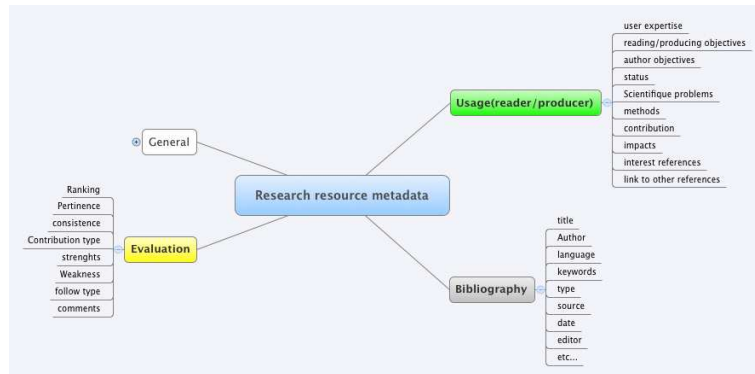 Research resource metadata
General
Evaluation
Ranking
Pertinence
consistence
Contribution type
strenghts
Weakness
follow type
comments
Usage(reader/producer)
user expertise
reading/producing objectives
author objectives
status
Scientifique problems
methods
contribution
impacts
interest references
link to other references
Bibliography
title
Author
language
keywords
type
source
date
editor
etc...